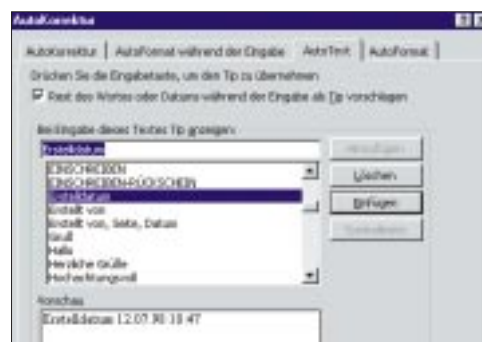 AutoKorrektur
AutoKorrektur AutoFormat während der Eingabe AutoText AutoFormat
Drücken Sie die Eingabetaste, um den Tip zu übernehmen
Rest des Wortes oder Datums während der Eingabe als Tip vorschlagen
Bei Eingabe dieses Textes Tip anzeigen:
Erstelldatum
Hinzufügen
EINSCHREIBEN
EINSCHREIBEN-RÜCKSCHEIN
Löschen
Erstelldatum
Erstellt von
Einfügen
Erstellt von, Seite, Datum
Gruß
Hallo
Herzliche Grüße
Hochachtungsvoll
Vorschau
Erstelldatum 12.07.98 18 47